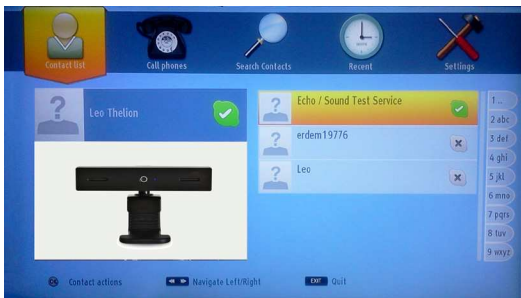 Contact list
Call phones
Search Contacts
Recent
Settings
Leo Thelion
Echo / Sound Test Service
erdem19776
Leo
1 ..
2 abc
3 def
4 ghi
5 jkl
6 mno
7 pqrs
8 tuv
9 wxyz
OK Contact actions
Navigate Left/Right
EXIT Quit